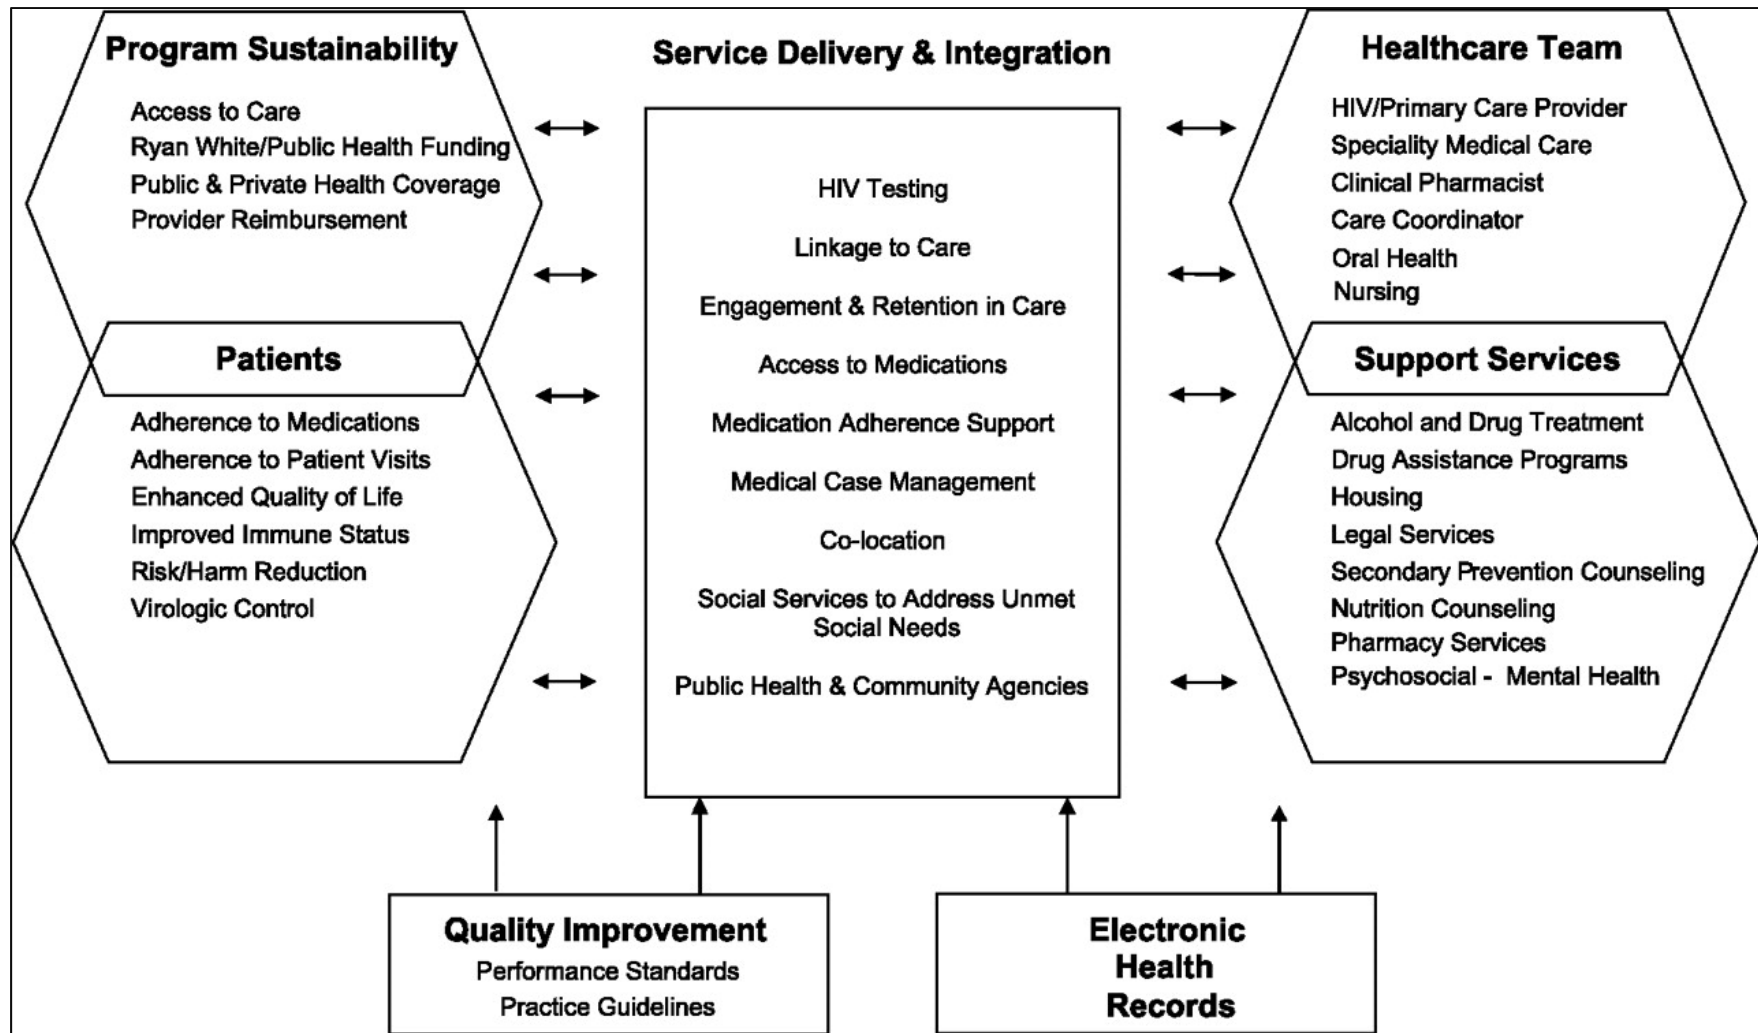 Program Sustainability
Access to Care
Ryan White/Public Health Funding
Public & Private Health Coverage
Provider Reimbursement
Patients
Adherence to Medications
Adherence to Patient Visits
Enhanced Quality of Life
Improved Immune Status
Risk/Harm Reduction
Virologic Control
Service Delivery & Integration
HIV Testing
Linkage to Care
Engagement & Retention in Care
Access to Medications
Medication Adherence Support
Medical Case Management
Co-location
Social Services to Address Unmet
Social Needs
Public Health & Community Agencies
Healthcare Team
HIV/Primary Care Provider
Speciality Medical Care
Clinical Pharmacist
Care Coordinator
Oral Health
Nursing
Support Services
Alcohol and Drug Treatment
Drug Assistance Programs
Housing
Legal Services
Secondary Prevention Counseling
Nutrition Counseling
Pharmacy Services
Psychosocial - Mental Health
Quality Improvement
Performance Standards
Practice Guidelines
Electronic
Health
Records